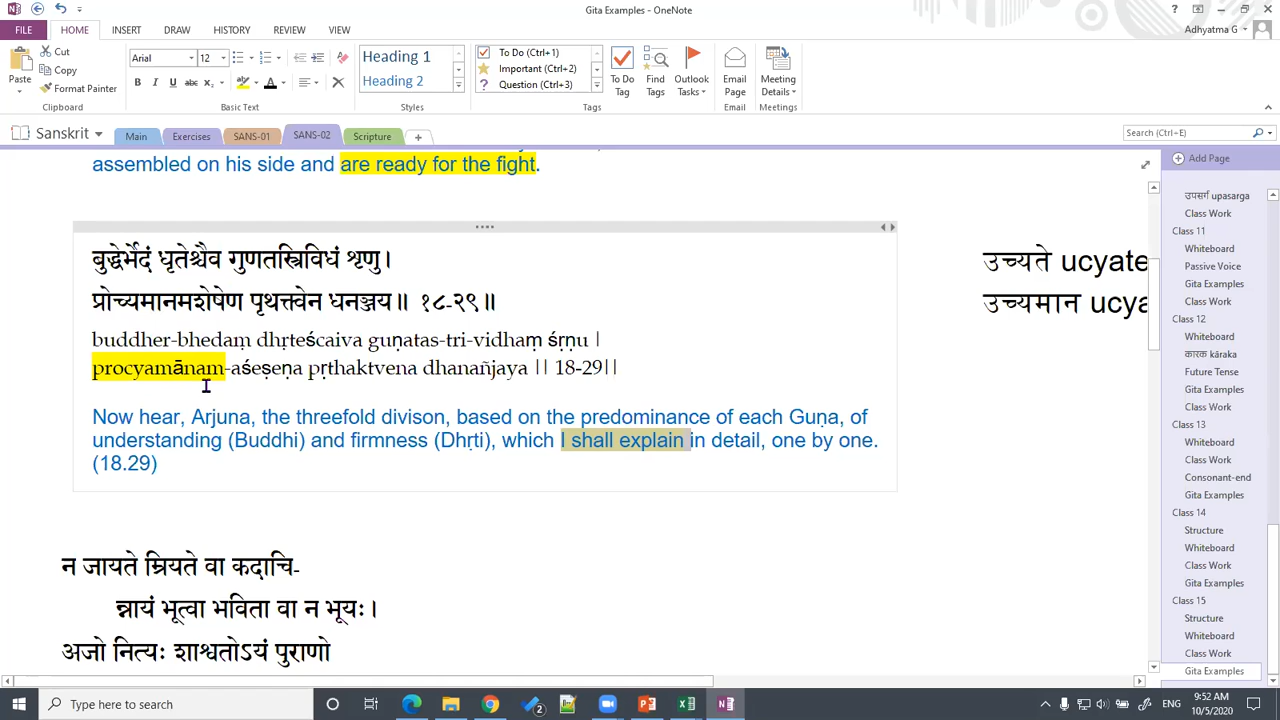 Gita Examples - OneNote
FILE HOME INSERT DRAW HISTORY REVIEW VIEW
Adhyatma G
Paste
Cut
Copy
Format Painter
Clipboard
Arial 12
B I U abc
Basic Text
Heading 1
Heading 2
Styles
To Do (Ctrl+1)
Important (Ctrl+2)
Question (Ctrl+3)
To Do Tag
Find Tags
Outlook Tasks
Tags
Email Page
Email
Meeting Details
Meetings
Sanskrit
Main Exercises SANS-01 SANS-02 Scripture
Search (Ctrl+E)
assembled on his side and are ready for the fight.
बुद्धेर्भेदं धृतेश्चैव गुणतस्त्रिविधं शृणु।
प्रोच्यमानमशेषेण पृथक्त्वेन धनञ्जय॥ १८-२९॥
buddher-bhedaṃ dhṛteścaiva guṇatas-tri-vidhaṃ śṛṇu |
procyamānam-aśeṣeṇa pṛthaktvena dhanañjaya || 18-29||
Now hear, Arjuna, the threefold divison, based on the predominance of each Guṇa, of
understanding (Buddhi) and firmness (Dhṛti), which I shall explain in detail, one by one.
(18.29)
न जायते म्रियते वा कदाचि-
न्नायं भूत्वा भविता वा न भूयः।
अजो नित्यः शाश्वतोऽयं पुराणो
उच्यते ucyate
उच्यमान ucya
Add Page
उपसर्ग upasarga
Class Work
Class 11
Whiteboard
Passive Voice
Gita Examples
Class Work
Class 12
Whiteboard
कारक kāraka
Future Tense
Gita Examples
Class Work
Class 13
Whiteboard
Class Work
Consonant-end
Gita Examples
Class 14
Structure
Whiteboard
Class Work
Gita Examples
Class 15
Structure
Whiteboard
Class Work
Gita Examples
Type here to search
2
ENG
9:52 AM
10/5/2020